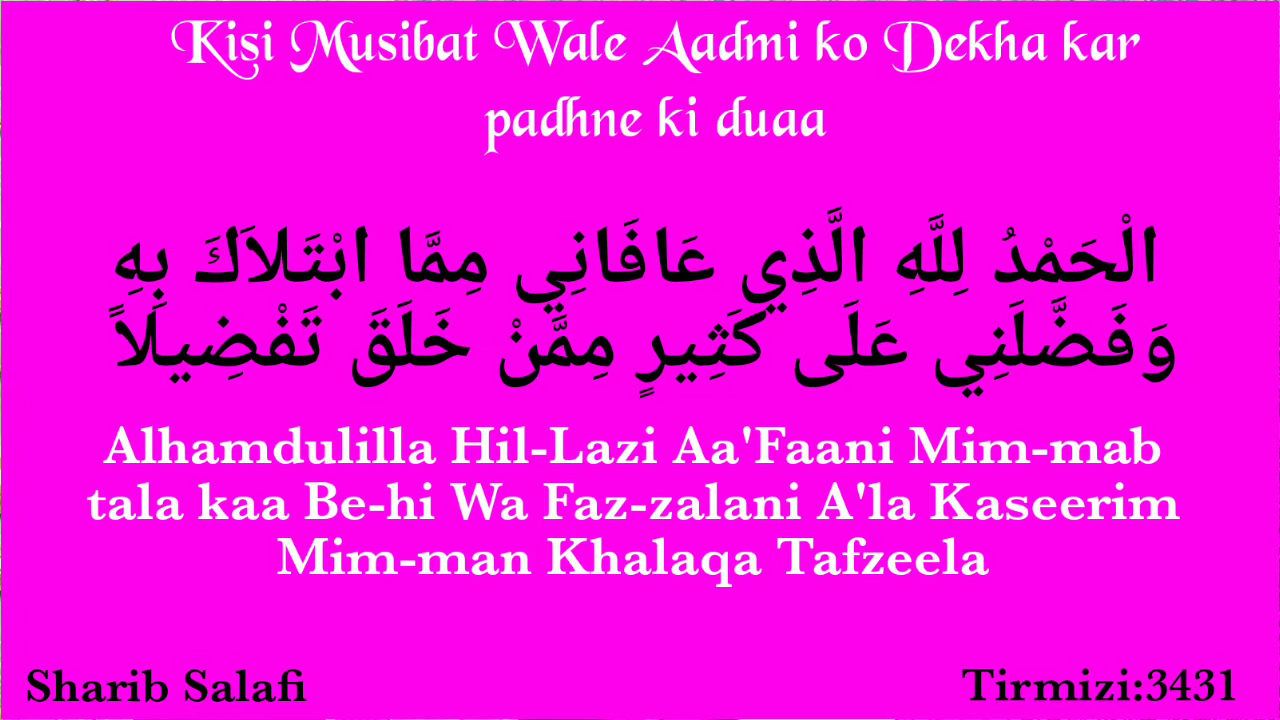 Kisi Musibat Wale Aadmi ko Dekha kar
padhne ki duaa
الْحَمْدُ لِلَّهِ الَّذِي عَافَانِي مِمَّا ابْتَلاَكَ بِهِ
وَفَضَّلَنِي عَلَى كَثِيرٍ مِمَّنْ خَلَقَ تَفْضِيلاً
Alhamdulilla Hil-Lazi Aa'Faani Mim-mab
tala kaa Be-hi Wa Faz-zalani A'la Kaseerim
Mim-man Khalaqa Tafzeela
Sharib Salafi
Tirmizi:3431